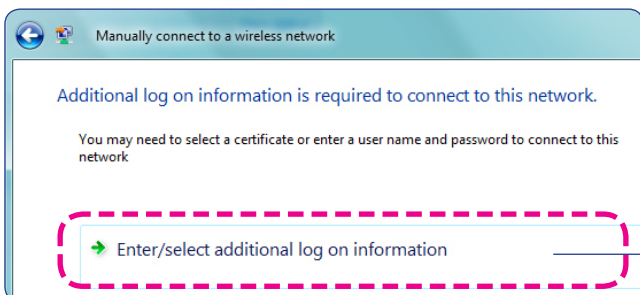 Manually connect to a wireless network
Additional log on information is required to connect to this network.
You may need to select a certificate or enter a user name and password to connect to this
network
Enter/select additional log on information